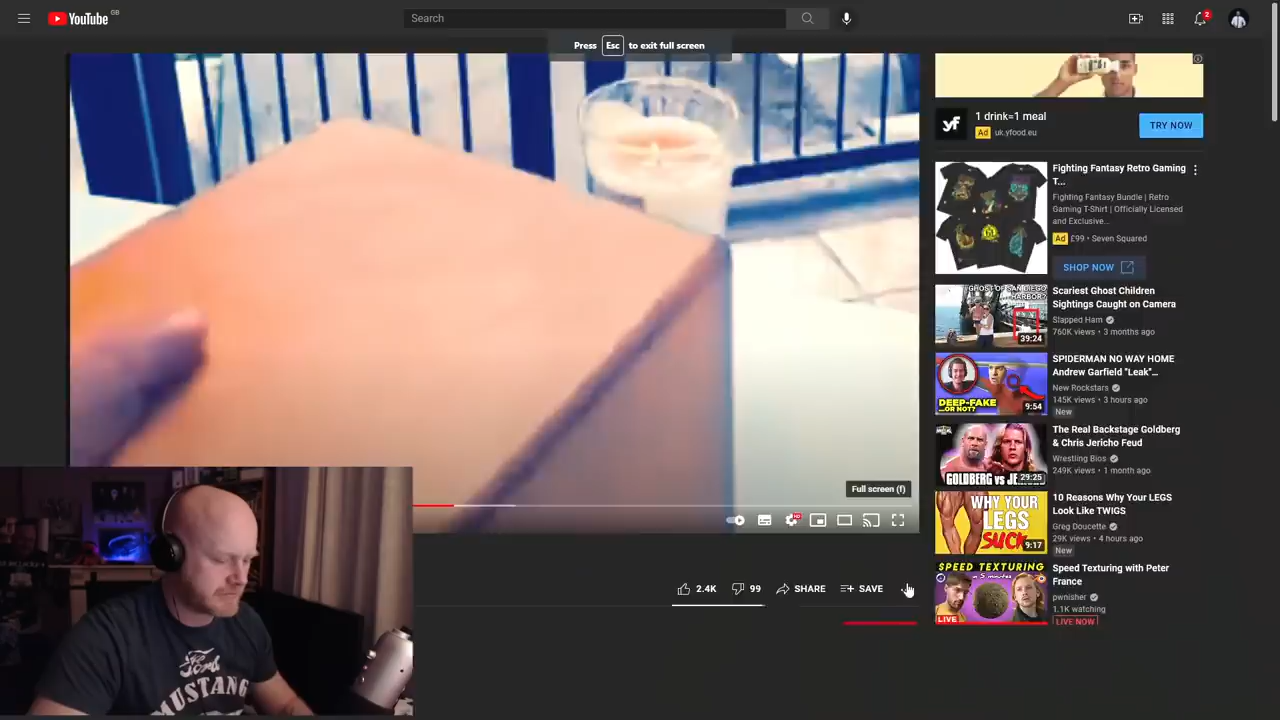 YouTube GB
Search
2
Press Esc to exit full screen
Full screen (f)
HD
2.4K
99
SHARE
SAVE
Ford
MUSTANG
yf
1 drink=1 meal
Ad uk.yfood.eu
TRY NOW
Fighting Fantasy Retro Gaming
T...
Fighting Fantasy Bundle | Retro
Gaming T-Shirt | Officially Licensed
and Exclusive...
Ad £99 • Seven Squared
SHOP NOW
HARBOR?
39:24
Scariest Ghost Children
Sightings Caught on Camera
Slapped Ham
760K views • 3 months ago
DEEP-FAKE
...OR NOT?
9:54
SPIDERMAN NO WAY HOME
Andrew Garfield "Leak"...
New Rockstars
145K views • 3 hours ago
New
29:25
The Real Backstage Goldberg
& Chris Jericho Feud
Wrestling Bios
249K views • 1 month ago
WHY YOUR
LEGS
SUCK
9:17
10 Reasons Why Your LEGS
Look Like TWIGS
Greg Doucette
29K views • 4 hours ago
New
SPEED TEXTURING
LIVE
Speed Texturing with Peter
France
pwnisher
1.1K watching
LIVE NOW